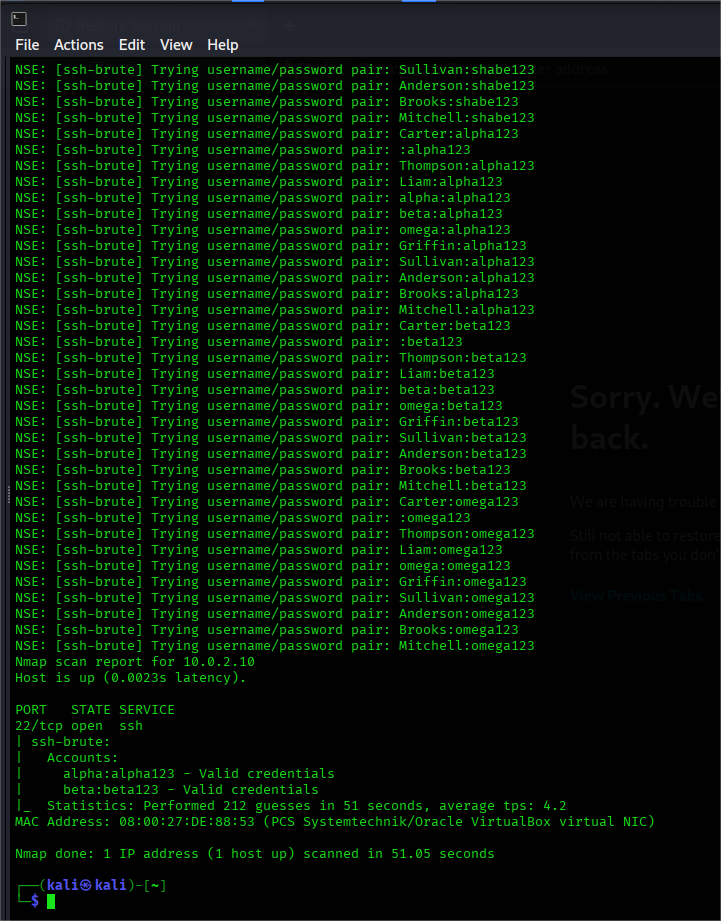 File Actions Edit View Help
NSE: [ssh-brute] Trying username/password pair: Sullivan:shabe123
NSE: [ssh-brute] Trying username/password pair: Anderson:shabe123
NSE: [ssh-brute] Trying username/password pair: Brooks:shabe123
NSE: [ssh-brute] Trying username/password pair: Mitchell:shabe123
NSE: [ssh-brute] Trying username/password pair: Carter:alpha123
NSE: [ssh-brute] Trying username/password pair: :alpha123
NSE: [ssh-brute] Trying username/password pair: Thompson:alpha123
NSE: [ssh-brute] Trying username/password pair: Liam:alpha123
NSE: [ssh-brute] Trying username/password pair: alpha:alpha123
NSE: [ssh-brute] Trying username/password pair: beta:alpha123
NSE: [ssh-brute] Trying username/password pair: omega:alpha123
NSE: [ssh-brute] Trying username/password pair: Griffin:alpha123
NSE: [ssh-brute] Trying username/password pair: Sullivan:alpha123
NSE: [ssh-brute] Trying username/password pair: Anderson:alpha123
NSE: [ssh-brute] Trying username/password pair: Brooks:alpha123
NSE: [ssh-brute] Trying username/password pair: Mitchell:alpha123
NSE: [ssh-brute] Trying username/password pair: Carter:beta123
NSE: [ssh-brute] Trying username/password pair: :beta123
NSE: [ssh-brute] Trying username/password pair: Thompson:beta123
NSE: [ssh-brute] Trying username/password pair: Liam:beta123
NSE: [ssh-brute] Trying username/password pair: beta:beta123
NSE: [ssh-brute] Trying username/password pair: omega:beta123
NSE: [ssh-brute] Trying username/password pair: Griffin:beta123
NSE: [ssh-brute] Trying username/password pair: Sullivan:beta123
NSE: [ssh-brute] Trying username/password pair: Anderson:beta123
NSE: [ssh-brute] Trying username/password pair: Brooks:beta123
NSE: [ssh-brute] Trying username/password pair: Mitchell:beta123
NSE: [ssh-brute] Trying username/password pair: Carter:omega123
NSE: [ssh-brute] Trying username/password pair: :omega123
NSE: [ssh-brute] Trying username/password pair: Thompson:omega123
NSE: [ssh-brute] Trying username/password pair: Liam:omega123
NSE: [ssh-brute] Trying username/password pair: omega:omega123
NSE: [ssh-brute] Trying username/password pair: Griffin:omega123
NSE: [ssh-brute] Trying username/password pair: Sullivan:omega123
NSE: [ssh-brute] Trying username/password pair: Anderson:omega123
NSE: [ssh-brute] Trying username/password pair: Brooks:omega123
NSE: [ssh-brute] Trying username/password pair: Mitchell:omega123
Nmap scan report for 10.0.2.10
Host is up (0.0023s latency).
PORT   STATE SERVICE
22/tcp open  ssh
| ssh-brute:
|   Accounts:
|     alpha:alpha123 - Valid credentials
|     beta:beta123 - Valid credentials
|_  Statistics: Performed 212 guesses in 51 seconds, average tps: 4.2
MAC Address: 08:00:27:DE:88:53 (PCS Systemtechnik/Oracle VirtualBox virtual NIC)
Nmap done: 1 IP address (1 host up) scanned in 51.05 seconds
┌──(kali㉿kali)-[~]
└─$
Sorry. We
back.
We are having trouble
Still not able to restore
from the tabs you don'
View Previous Tabs